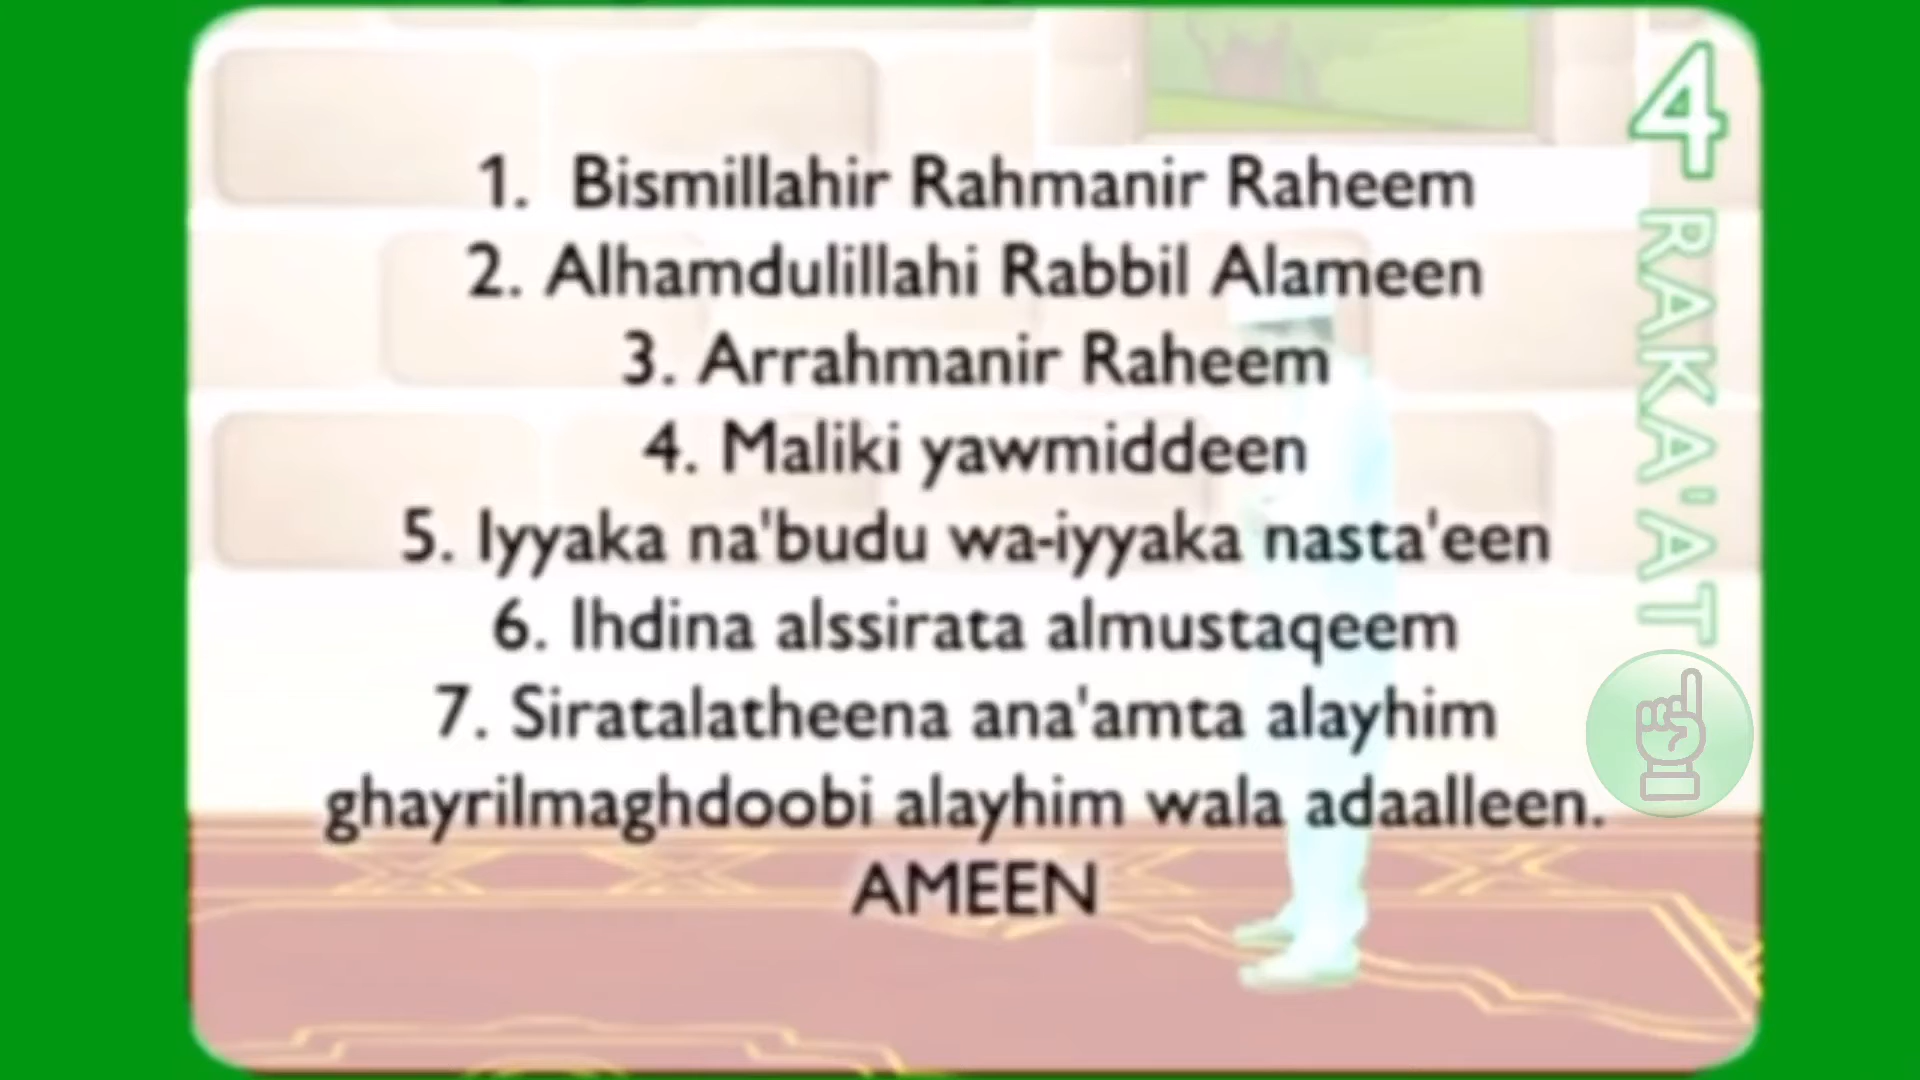 1. Bismillahir Rahmanir Raheem
2. Alhamdulillahi Rabbil Alameen
3. Arrahmanir Raheem
4. Maliki yawmiddeen
5. Iyyaka na'budu wa-iyyaka nasta'een
6. Ihdina alssirata almustaqeem
7. Siratalatheena ana'amta alayhim
ghayrilmaghdoobi alayhim wala adaalleen.
AMEEN
4 RAKA'AT